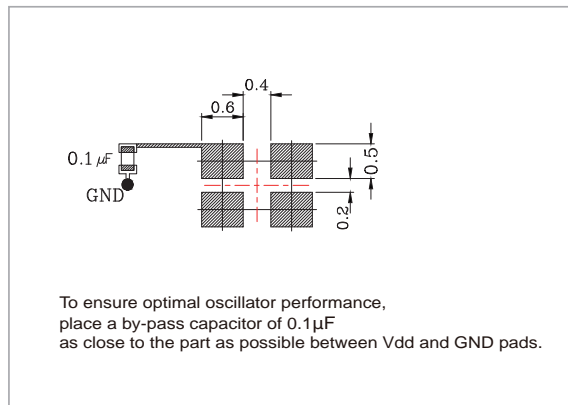 0.4
0.6
0.1 µF
0.5
GND
0.2
To ensure optimal oscillator performance,
place a by-pass capacitor of 0.1µF
as close to the part as possible between Vdd and GND pads.